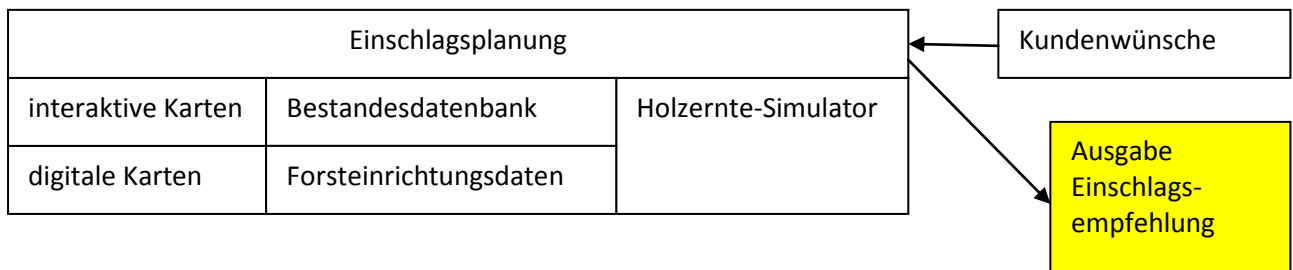 Einschlagsplanung
Kundenwünsche
interaktive Karten
Bestandesdatenbank
Holzernte-Simulator
digitale Karten
Forsteinrichtungsdaten
Ausgabe
Einschlags-
empfehlung